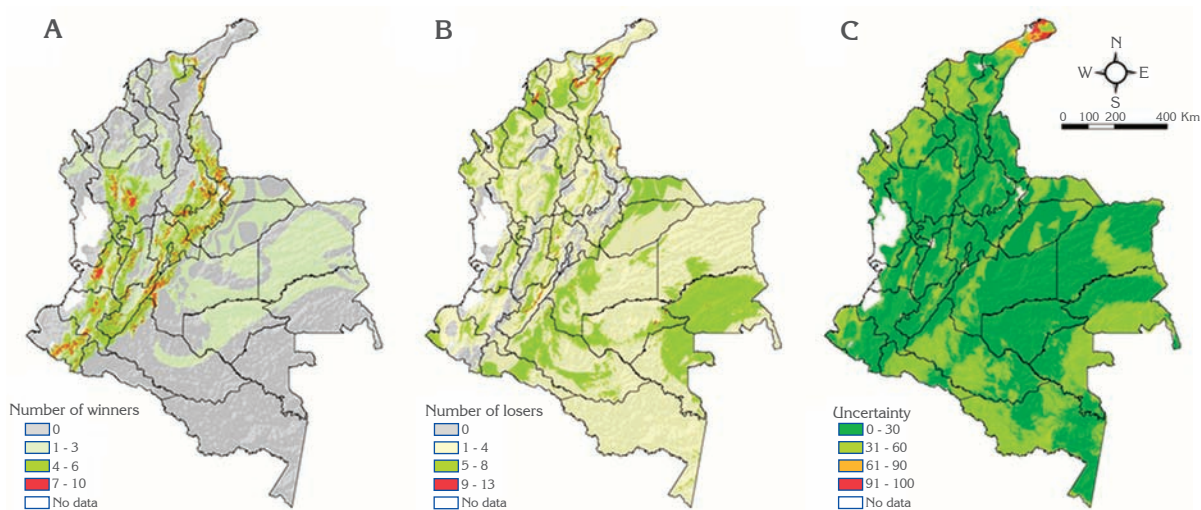 A
B
C
N
W
E
S
0 100 200 400 Km
Number of winners
0
1 - 3
4 - 6
7 - 10
No data
Number of losers
0
1 - 4
5 - 8
9 - 13
No data
Uncertainty
0 - 30
31 - 60
61 - 90
91 - 100
No data